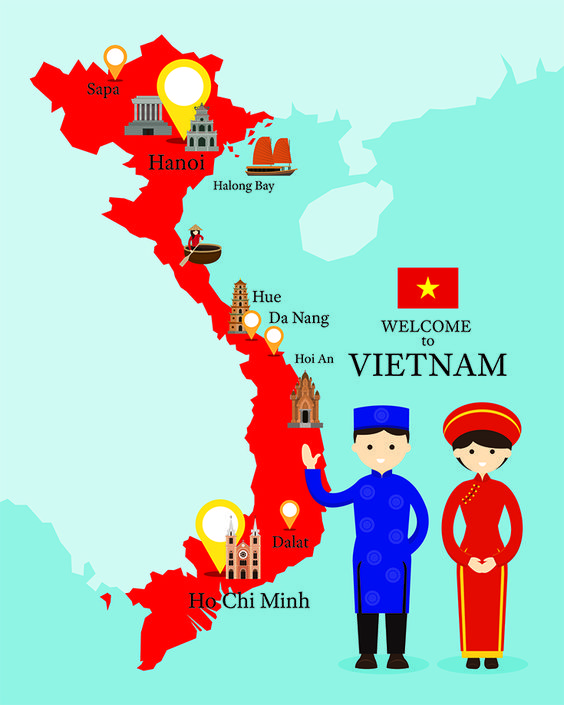 Sapa
Hanoi
Halong Bay
Hue
Da Nang
Hoi An
WELCOME
to
VIETNAM
Dalat
Ho Chi Minh